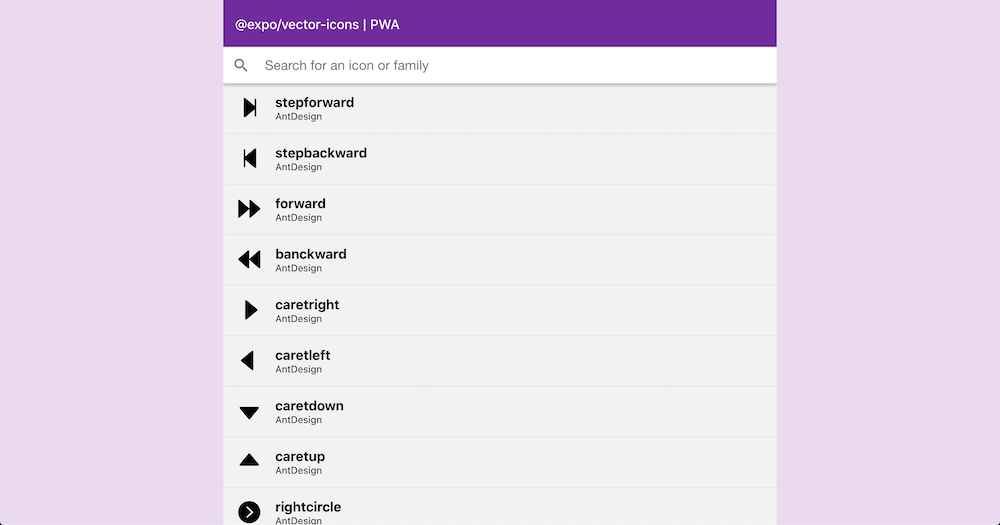 @expo/vector-icons | PWA
Search for an icon or family
stepforward
AntDesign
stepbackward
AntDesign
forward
AntDesign
banckward
AntDesign
caretright
AntDesign
caretleft
AntDesign
caretdown
AntDesign
caretup
AntDesign
rightcircle
AntDesign